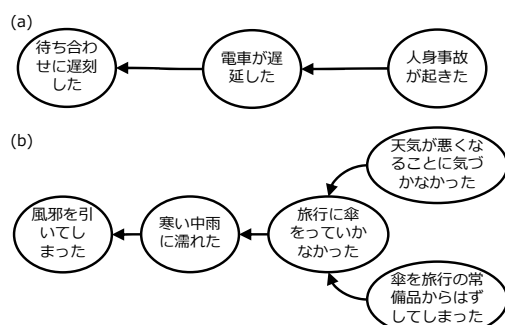 (a)
待ち合わ
せに遅刻
した
電車が遅
延した
人身事故
が起きた
(b)
天気が悪くな
ることに気づ
かなかった
風邪を引
いてし
まった
寒い中雨
に濡れた
旅行に傘
をっていか
なかった
傘を旅行の常
備品からはず
してしまった